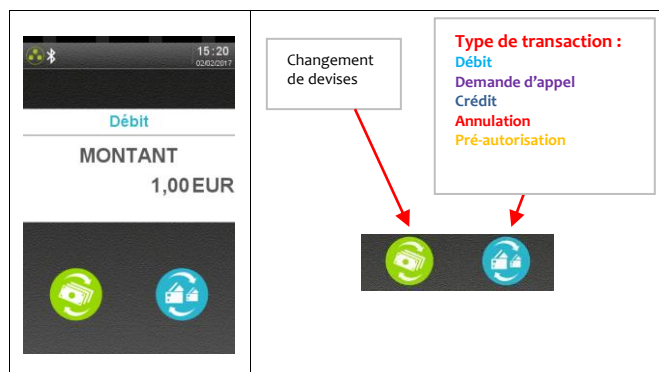 15:20
02/02/2017
Débit
MONTANT
1,00 EUR
Changement
de devises
Type de transaction :
Débit
Demande d'appel
Crédit
Annulation
Pré-autorisation